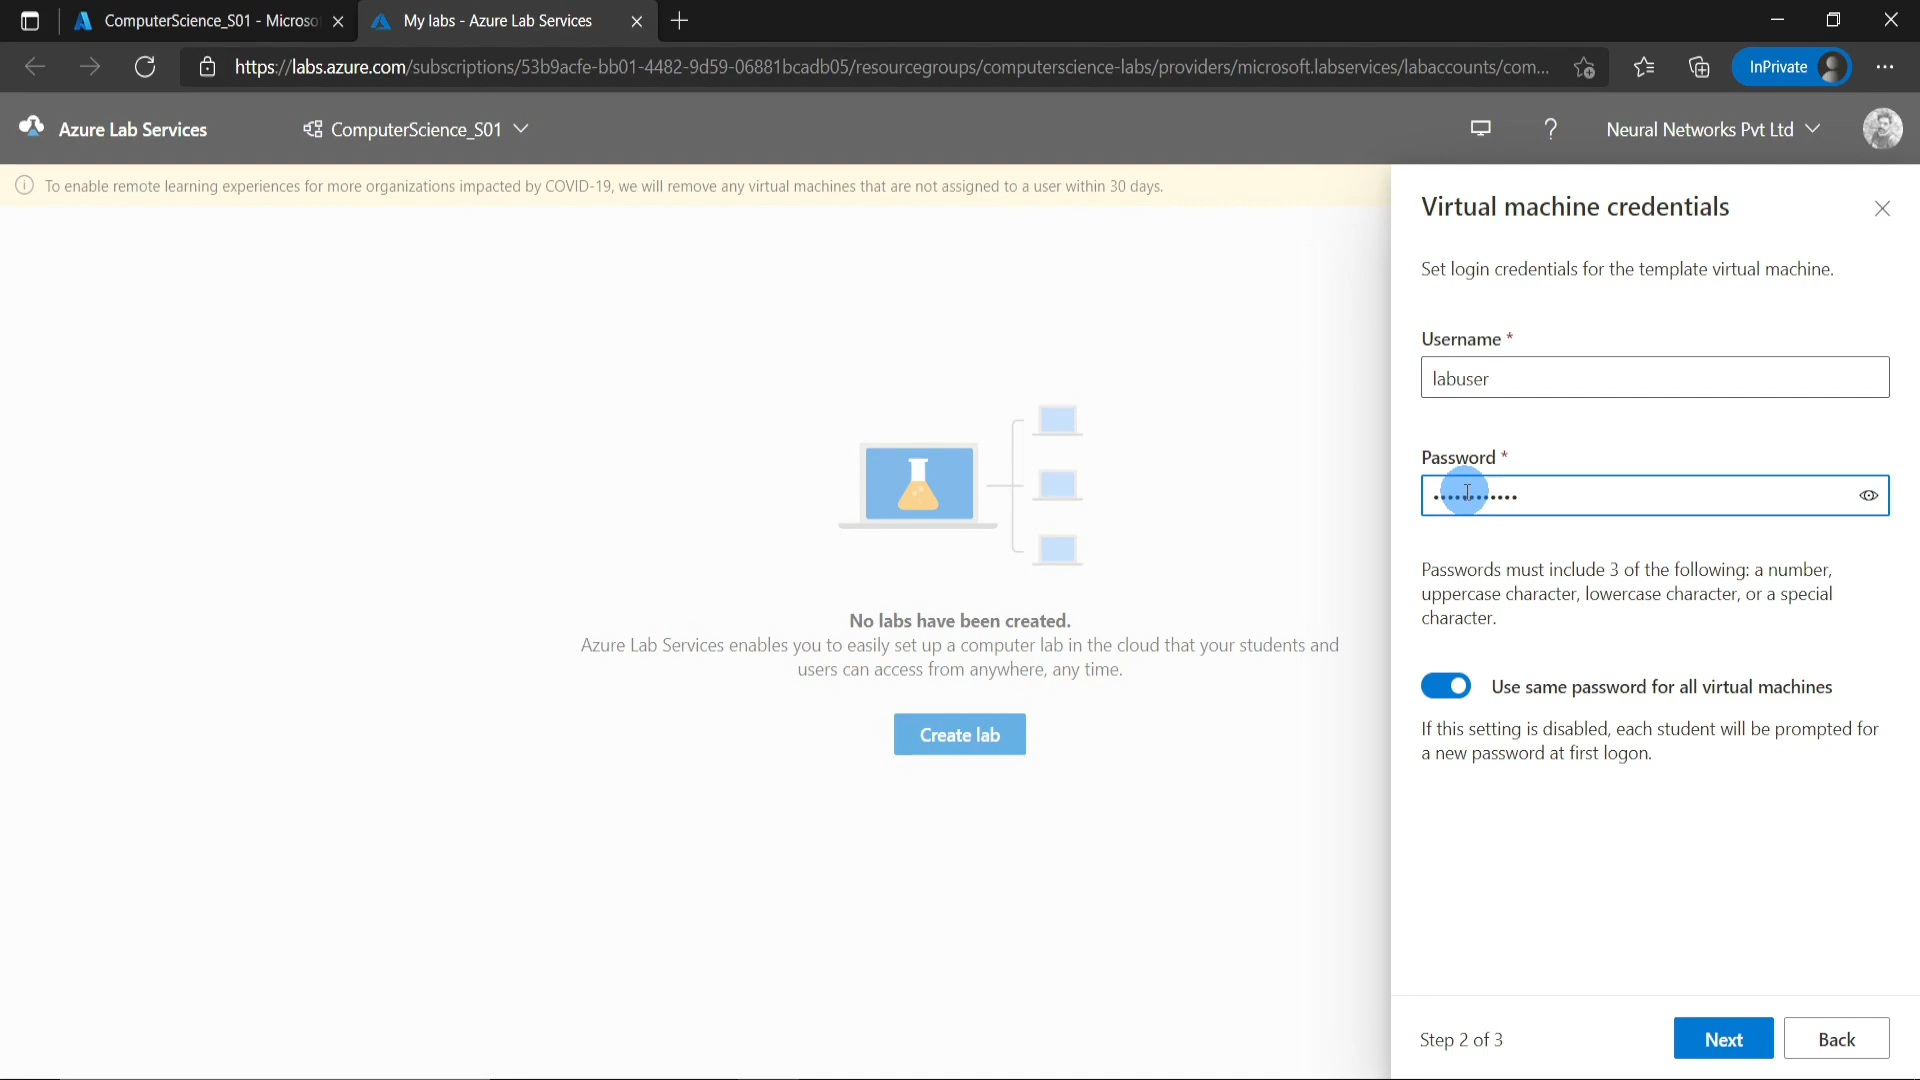 ComputerScience_S01 - Microso
My labs - Azure Lab Services
https://labs.azure.com/subscriptions/53b9acfe-bb01-4482-9d59-06881bcadb05/resourcegroups/computerscience-labs/providers/microsoft.labservices/labaccounts/com...
InPrivate
Azure Lab Services
ComputerScience_S01
Neural Networks Pvt Ltd
To enable remote learning experiences for more organizations impacted by COVID-19, we will remove any virtual machines that are not assigned to a user within 30 days.
No labs have been created.
Azure Lab Services enables you to easily set up a computer lab in the cloud that your students and
users can access from anywhere, any time.
Create lab
Virtual machine credentials
Set login credentials for the template virtual machine.
Username *
labuser
Password *
••••••••••••
Passwords must include 3 of the following: a number,
uppercase character, lowercase character, or a special
character.
Use same password for all virtual machines
If this setting is disabled, each student will be prompted for
a new password at first logon.
Step 2 of 3
Next
Back